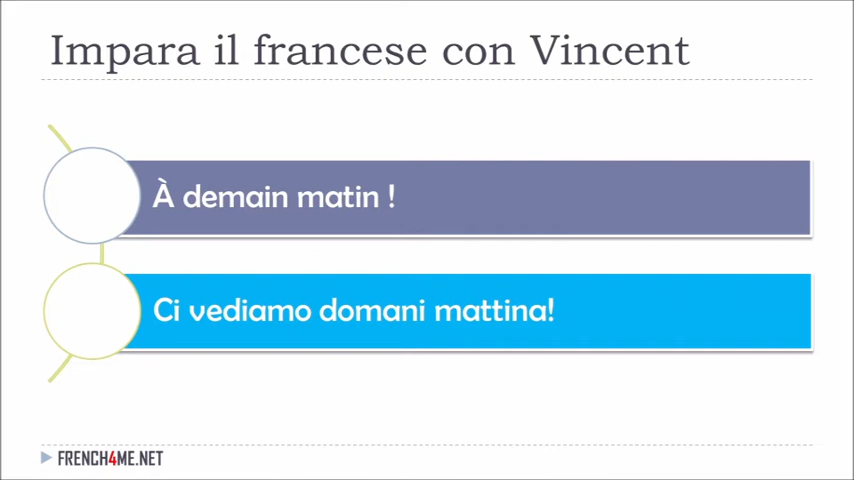 Impara il francese con Vincent
À demain matin !
Ci vediamo domani mattina!
FRENCH4ME.NET